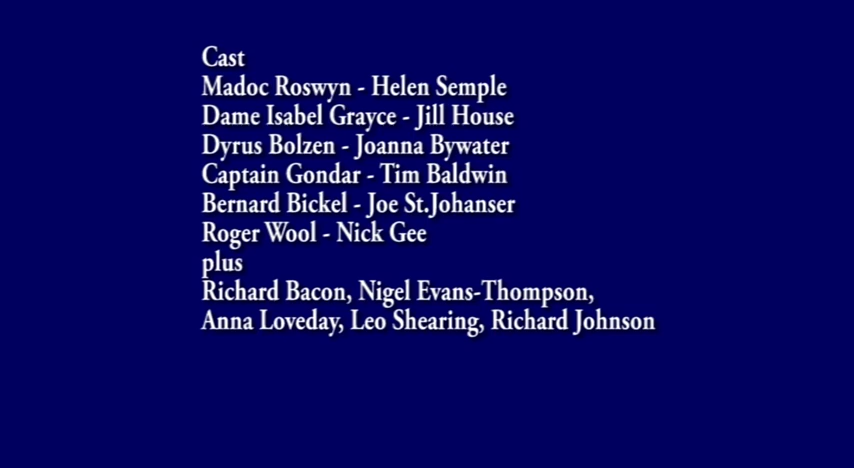 Cast
Madoc Roswyn - Helen Semple
Dame Isabel Grayce - Jill House
Dyrus Bolzen - Joanna Bywater
Captain Gondar - Tim Baldwin
Bernard Bickel - Joe St.Johanser
Roger Wool - Nick Gee
plus
Richard Bacon, Nigel Evans-Thompson,
Anna Loveday, Leo Shearing, Richard Johnson